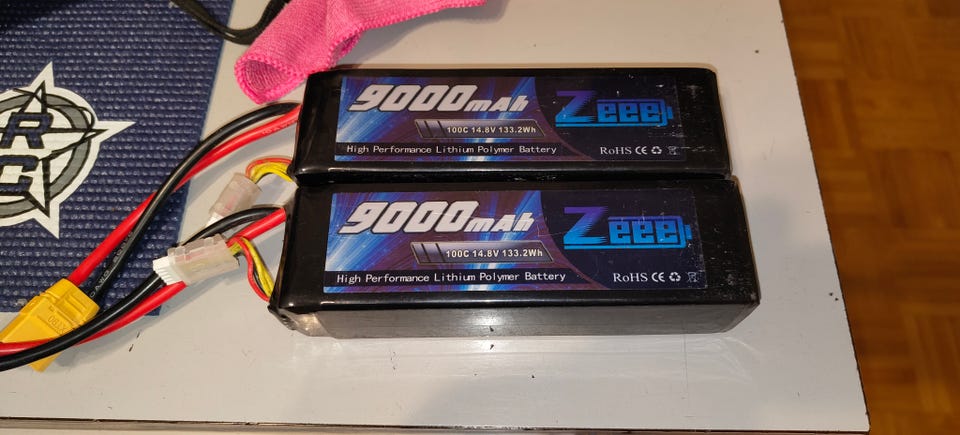 9000mAh
Zeee
100C 14.8V 133.2Wh
High Performance Lithium Polymer Battery
RoHS CE
9000mAh
Zeee
100C 14.8V 133.2Wh
High Performance Lithium Polymer Battery
RoHS CE
R
C
XT90